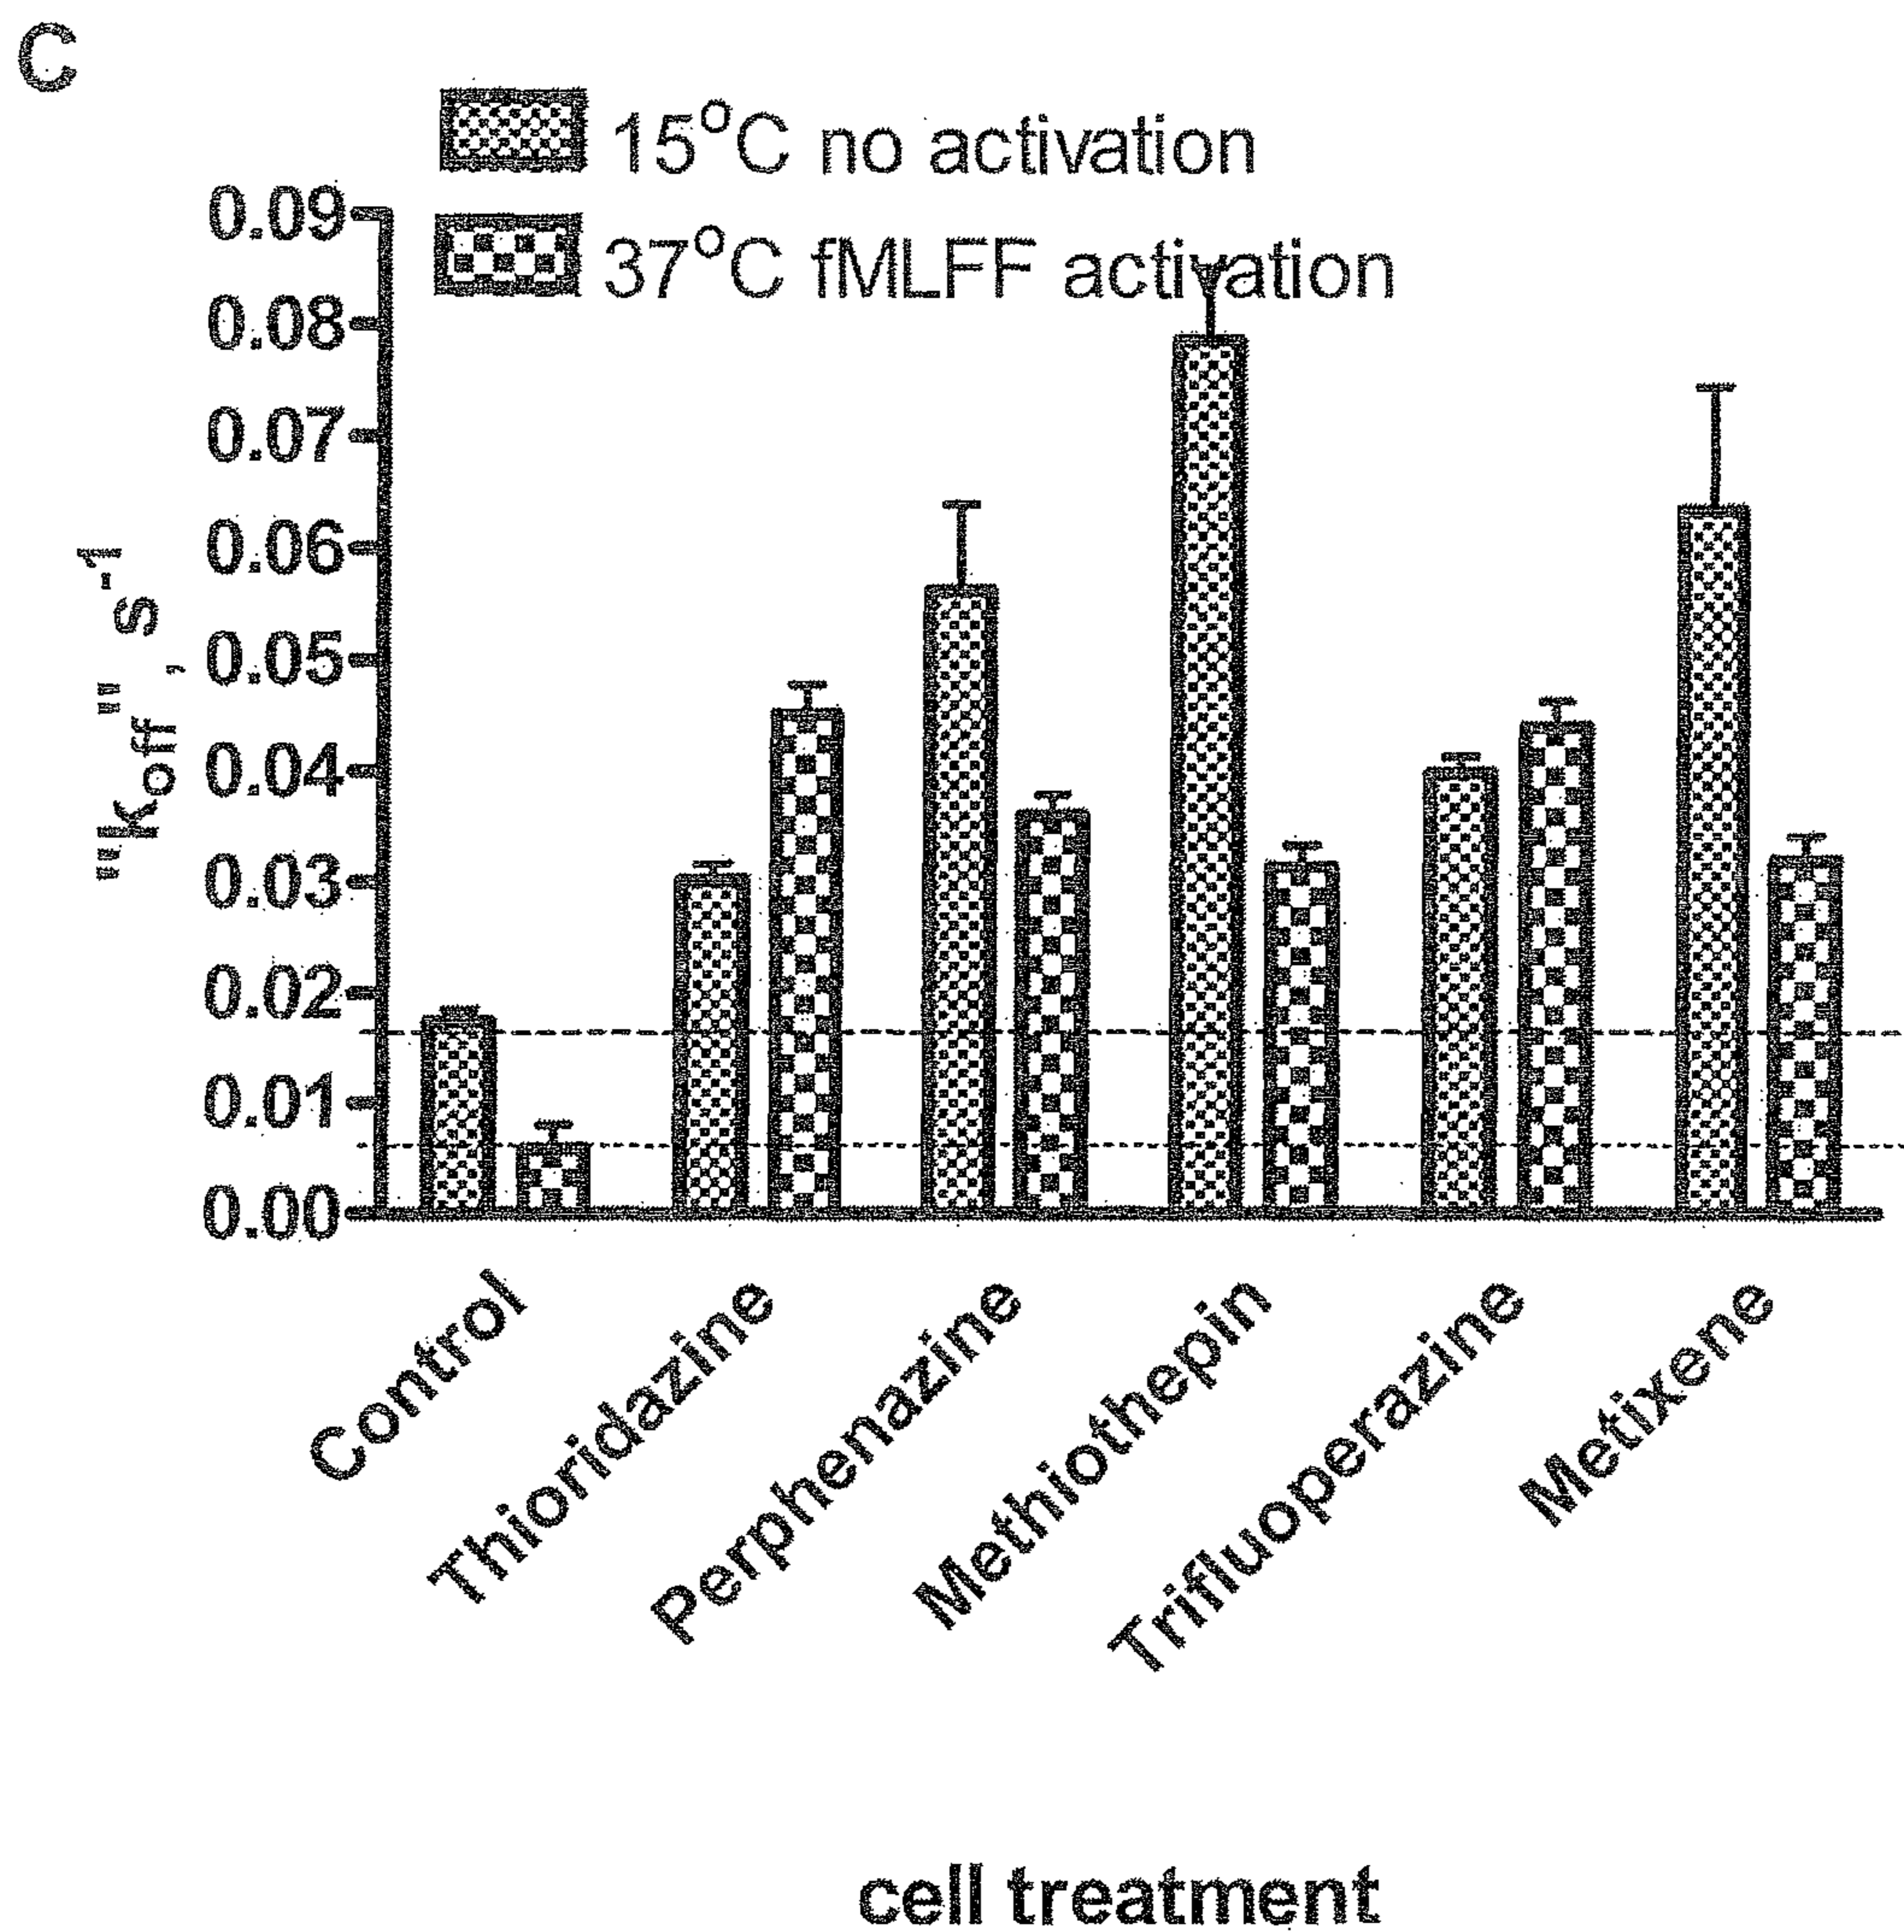 C
15°C no activation
37°C fMLFF activation
0.09
0.08
0.07
0.06
0.05
0.04
0.03
0.02
0.01
0.00
"koff", s-1
Control
Thioridazine
Perphenazine
Methiothepin
Trifluoperazine
Metixene
cell treatment